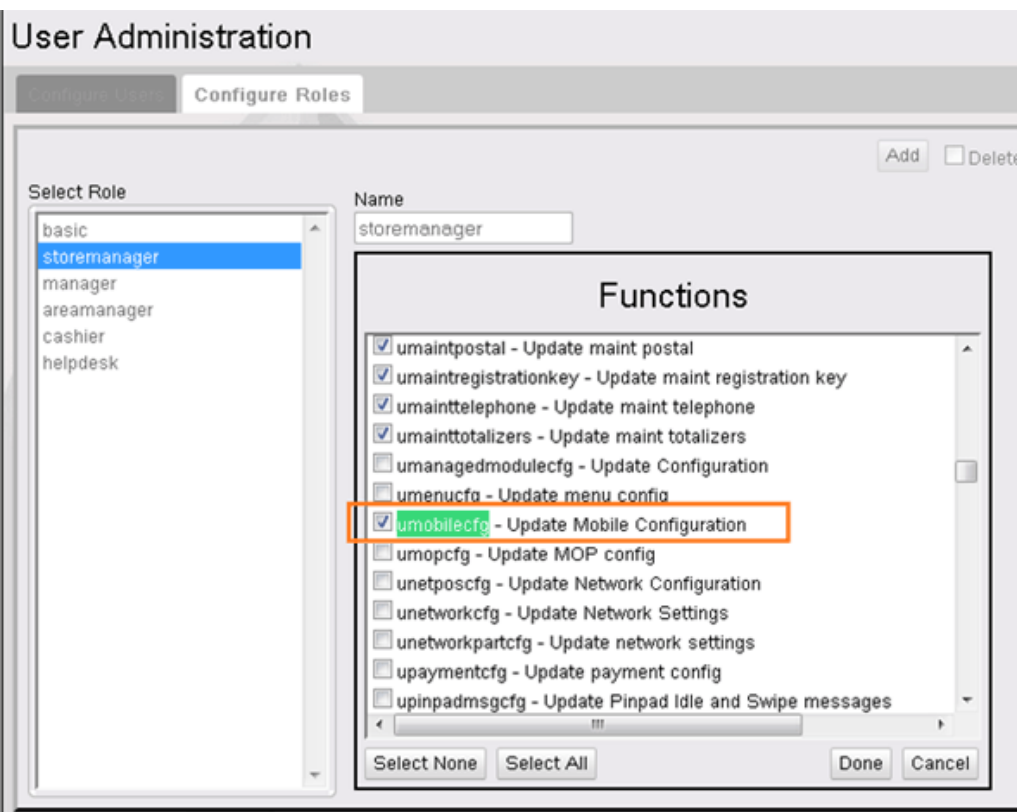 User Administration
Configure Users
Configure Roles
Add
Delete
Select Role
Name
basic
storemanager
manager
areamanager
cashier
helpdesk
storemanager
Functions
umaintpostal - Update maint postal
umaintregistrationkey - Update maint registration key
umainttelephone - Update maint telephone
umainttotalizers - Update maint totalizers
umanagedmodulecfg - Update Configuration
umenucfg - Update menu config
umobilecfg - Update Mobile Configuration
umopcfg - Update MOP config
unetposcfg - Update Network Configuration
unetworkcfg - Update Network Settings
unetworkpartcfg - Update network settings
upaymentcfg - Update payment config
upinpadmsgcfg - Update Pinpad Idle and Swipe messages
Select None
Select All
Done
Cancel